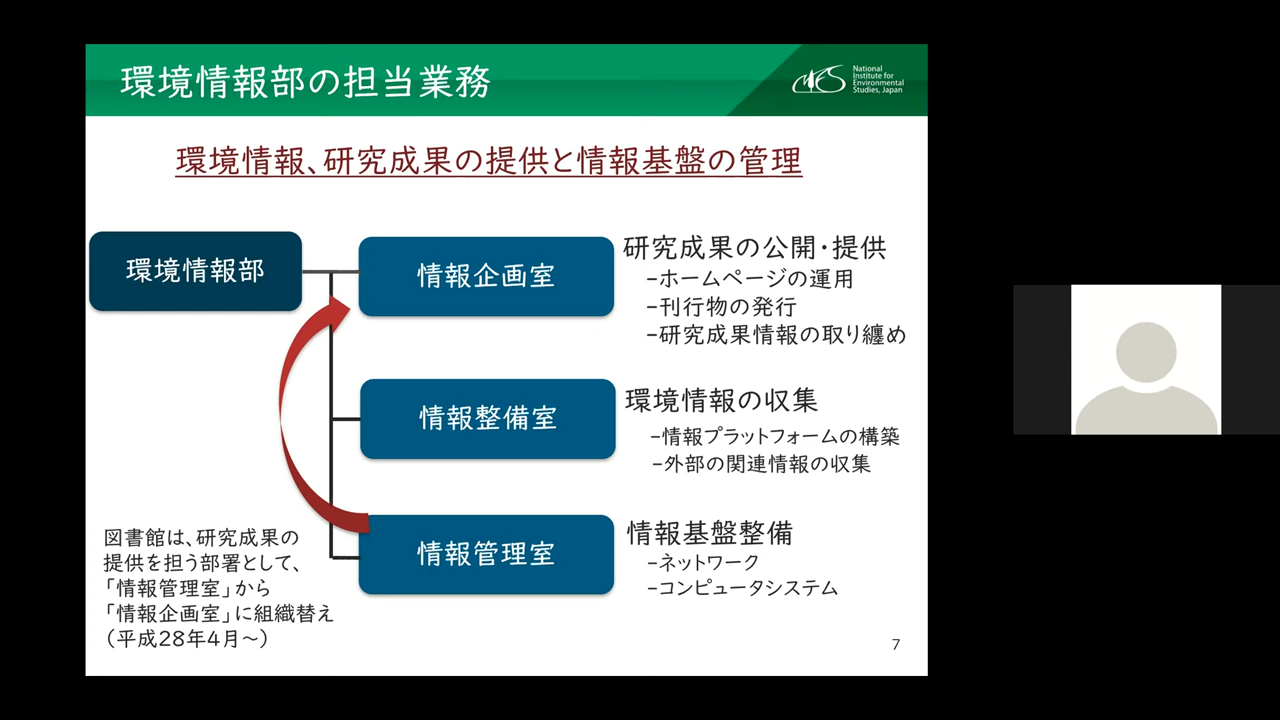 環境情報部の担当業務
National
Institute for
Environmental
Studies, Japan
環境情報、研究成果の提供と情報基盤の管理
環境情報部
情報企画室
研究成果の公開・提供
-ホームページの運用
-刊行物の発行
-研究成果情報の取り纏め
情報整備室
環境情報の収集
-情報プラットフォームの構築
-外部の関連情報の収集
情報管理室
情報基盤整備
-ネットワーク
-コンピュータシステム
図書館は、研究成果の
提供を担う部署として、
「情報管理室」から
「情報企画室」に組織替え
(平成28年4月~)
7